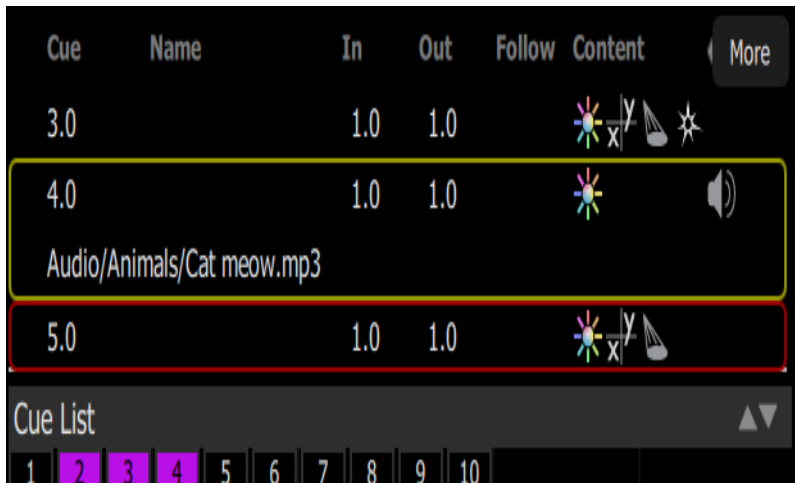 Cue Name In Out Follow Content More
3.0 1.0 1.0 x y
4.0 1.0 1.0
Audio/Animals/Cat meow.mp3
5.0 1.0 1.0 x y
Cue List
1 2 3 4 5 6 7 8 9 10